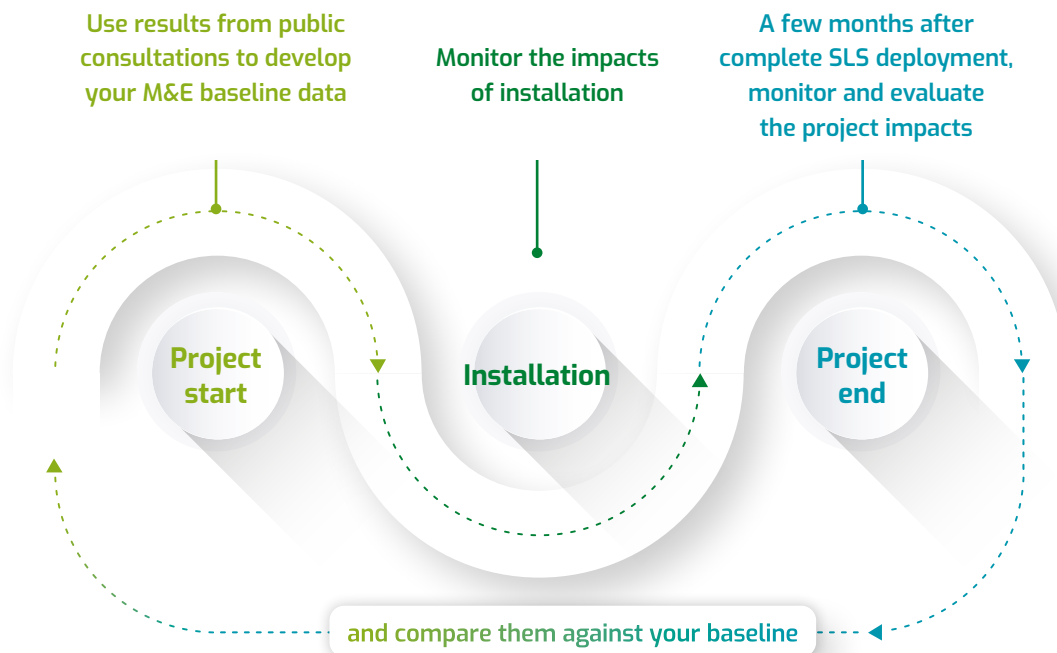 Use results from public
consultations to develop
your M&E baseline data
Monitor the impacts
of installation
A few months after
complete SLS deployment,
monitor and evaluate
the project impacts
Project
start
Installation
Project
end
and compare them against your baseline